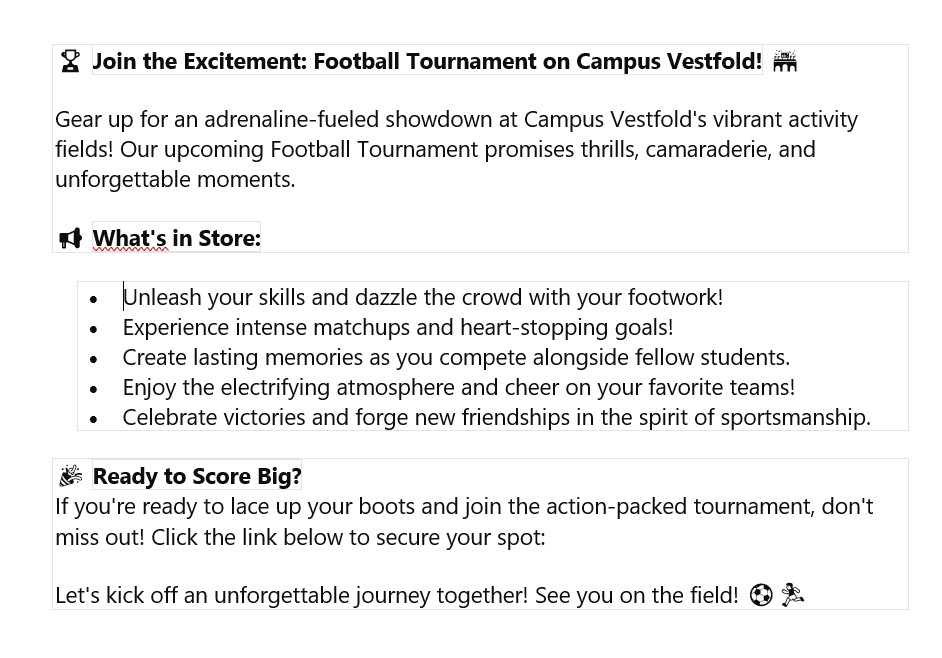 🏆 Join the Excitement: Football Tournament on Campus Vestfold! 🏟
Gear up for an adrenaline-fueled showdown at Campus Vestfold's vibrant activity
fields! Our upcoming Football Tournament promises thrills, camaraderie, and
unforgettable moments.
📢 What's in Store:
• Unleash your skills and dazzle the crowd with your footwork!
• Experience intense matchups and heart-stopping goals!
• Create lasting memories as you compete alongside fellow students.
• Enjoy the electrifying atmosphere and cheer on your favorite teams!
• Celebrate victories and forge new friendships in the spirit of sportsmanship.
🎉 Ready to Score Big?
If you're ready to lace up your boots and join the action-packed tournament, don't
miss out! Click the link below to secure your spot:
Let's kick off an unforgettable journey together! See you on the field! ⚽ 🏃